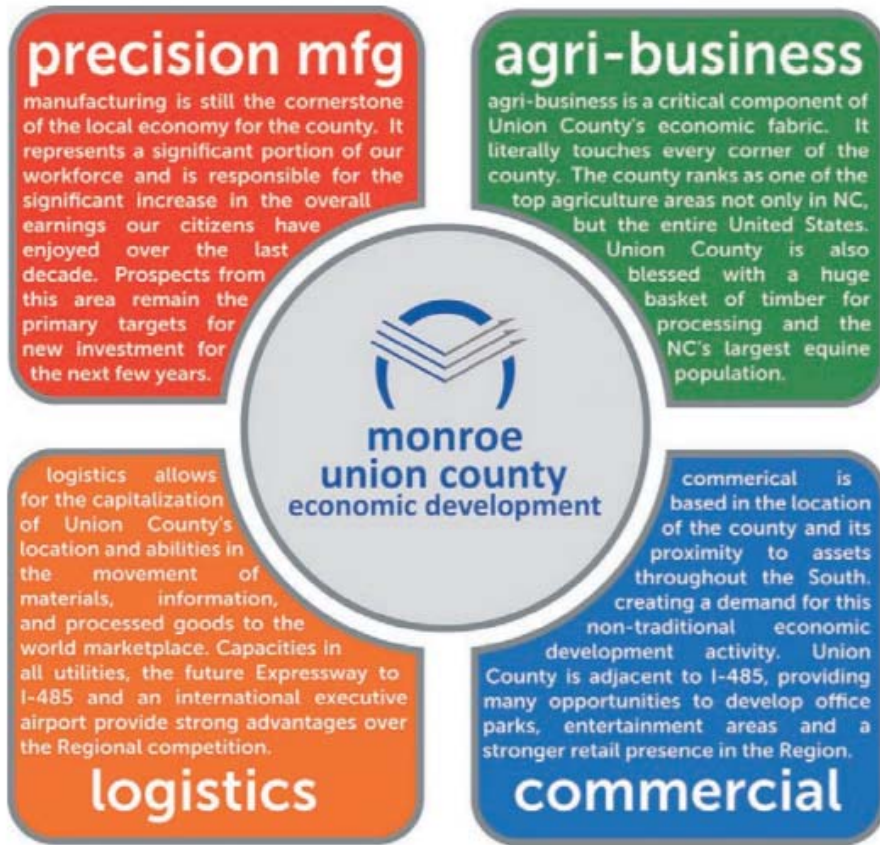 precision mfg
manufacturing is still the cornerstone
of the local economy for the county. It
represents a significant portion of our
workforce and is responsible for the
significant increase in the overall
earnings our citizens have
enjoyed over the last
decade. Prospects from
this area remain the
primary targets for
new investment for
the next few years.
agri-business
agri-business is a critical component of
Union County's economic fabric. It
literally touches every corner of the
county. The county ranks as one of the
top agriculture areas not only in NC,
but the entire United States.
Union County is also
blessed with a huge
basket of timber for
processing and the
NC's largest equine
population.
monroe
union county
economic development
logistics allows
for the capitalization
of Union County's
location and abilities in
the movement of
materials, information,
and processed goods to the
world marketplace. Capacities in
all utilities, the future Expressway to
I-485 and an international executive
airport provide strong advantages over
the Regional competition.
logistics
commerical is
based in the location
of the county and its
proximity to assets
throughout the South.
creating a demand for this
non-traditional economic
development activity. Union
County is adjacent to I-485, providing
many opportunities to develop office
parks, entertainment areas and a
stronger retail presence in the Region.
commercial